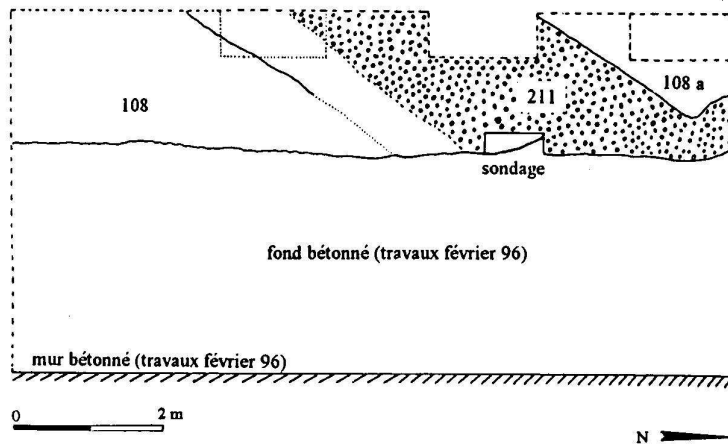 108
108 a
211
sondage
fond bétonné (travaux février 96)
mur bétonné (travaux février 96)
0 2 m
N